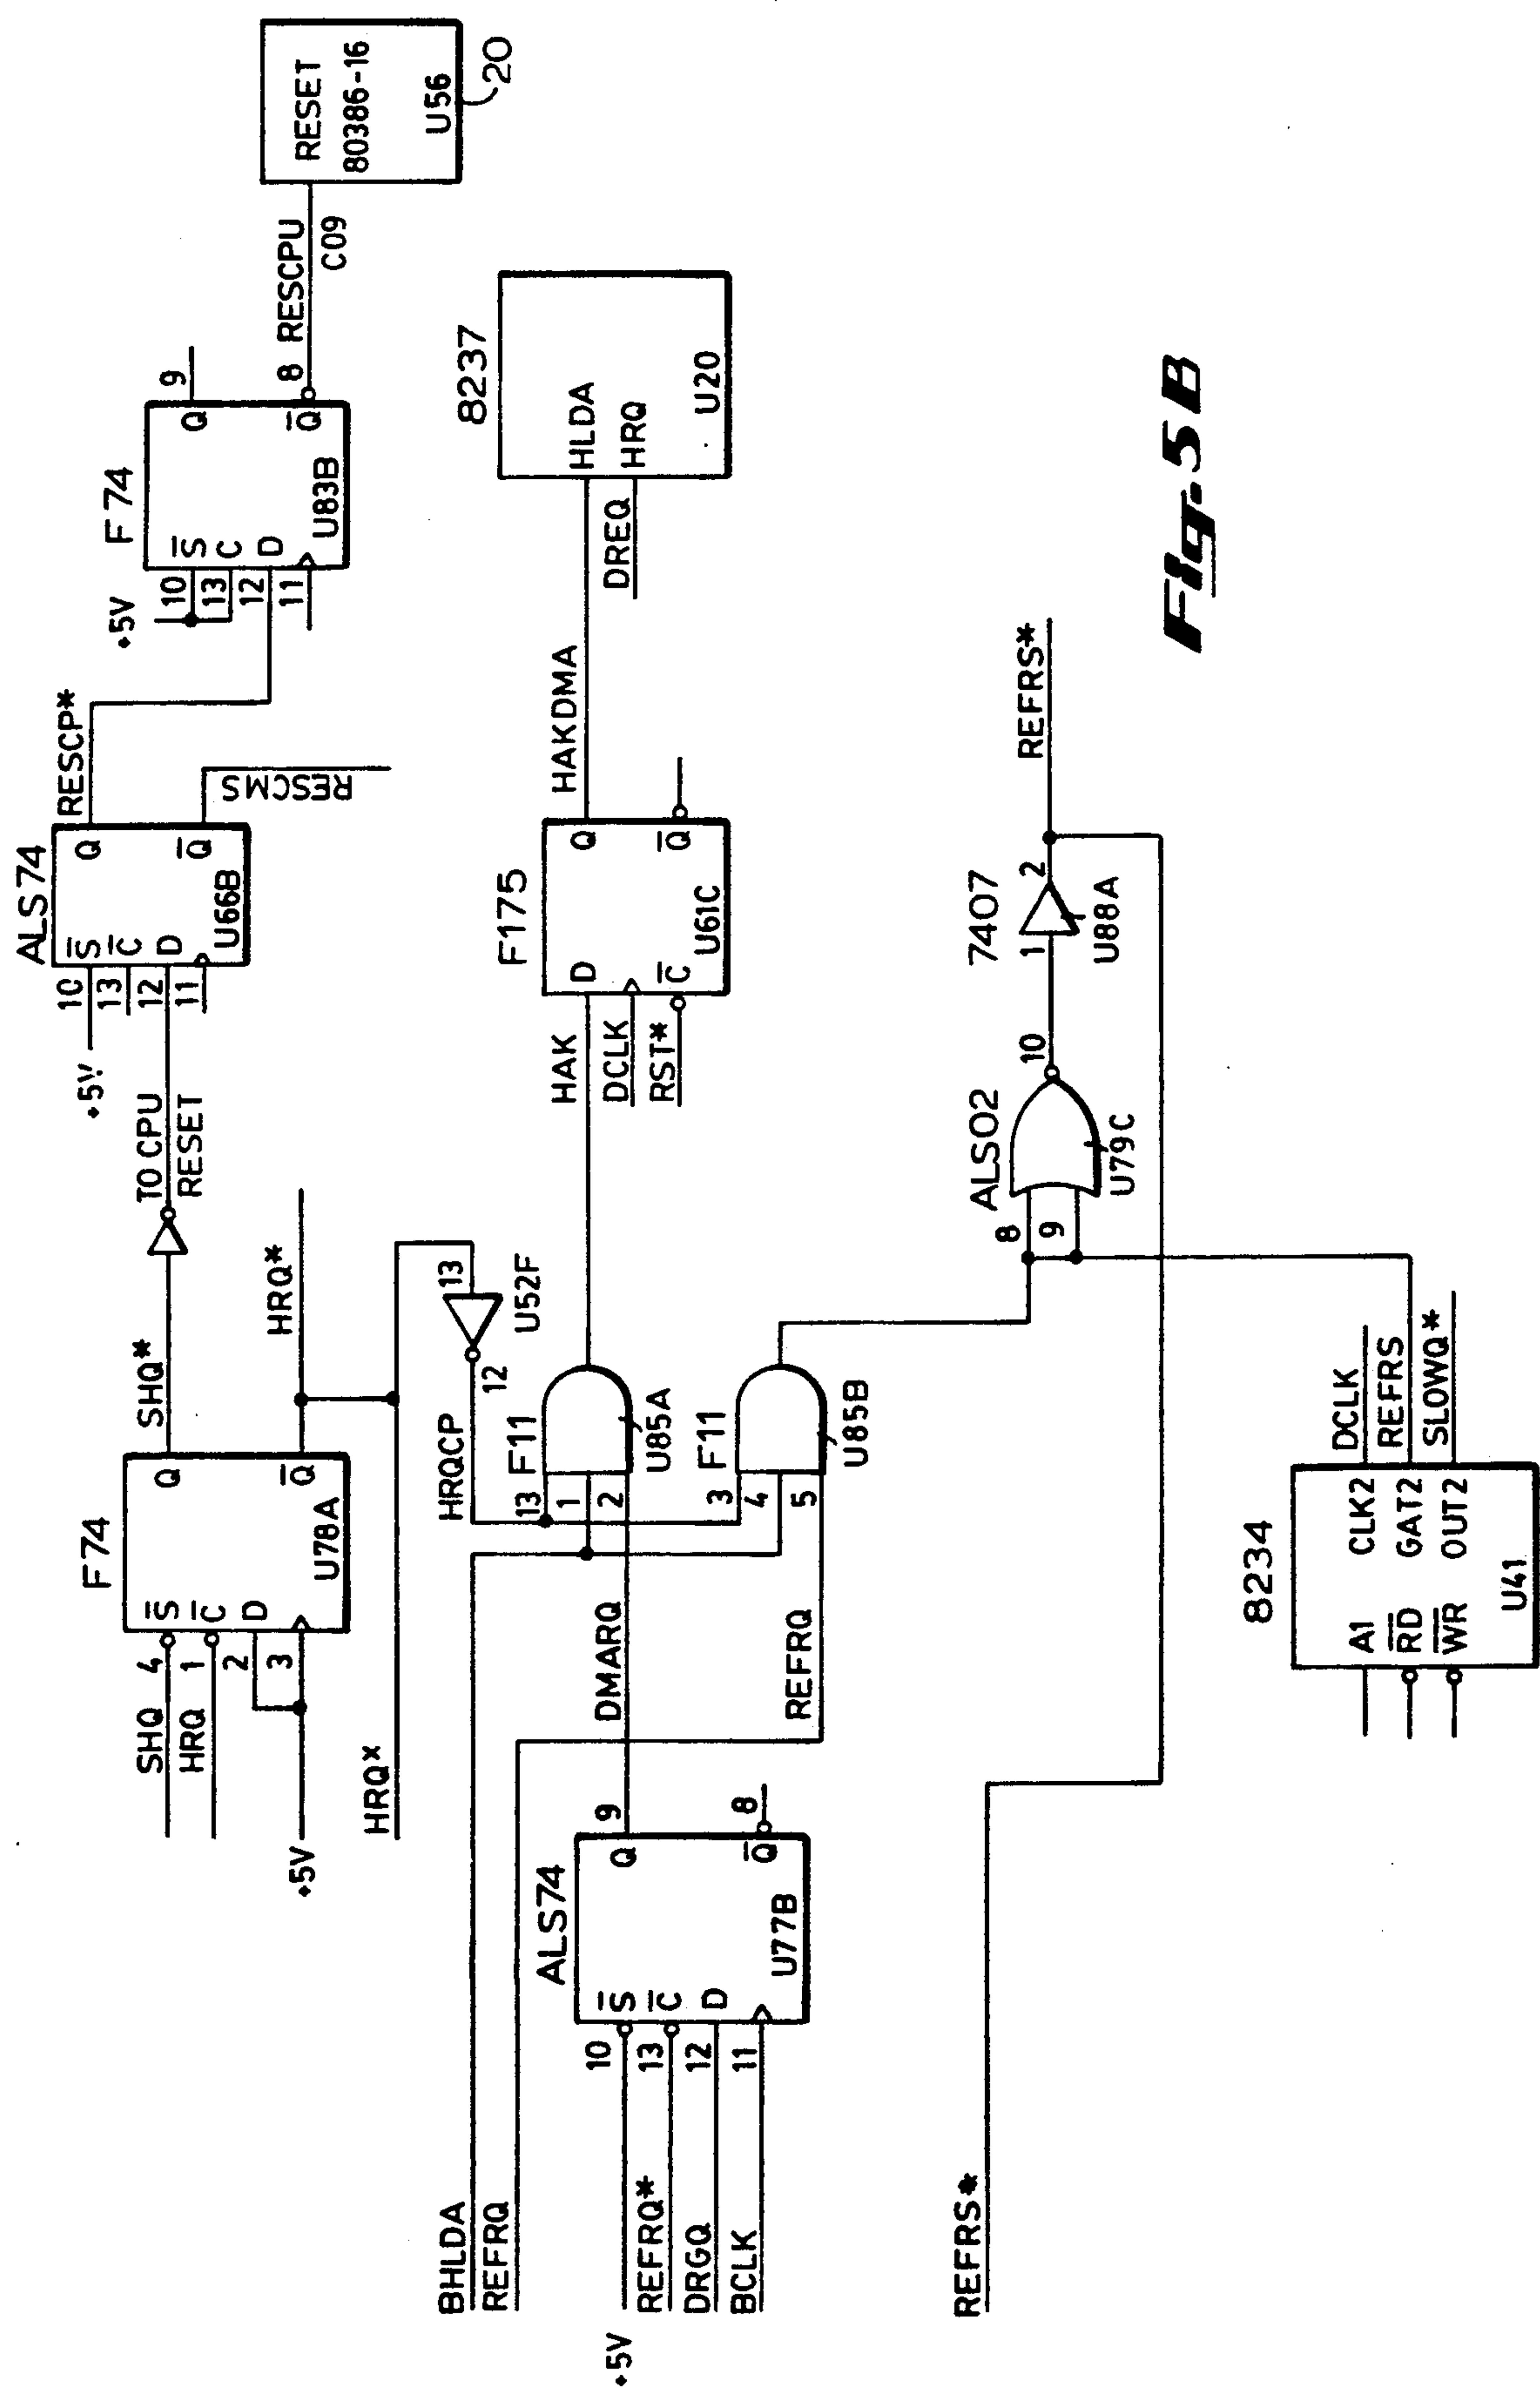 F74
SHQ
4
S
HRQ
1
C
2
D
3
+5V
U78A
Q
SHQ*
Q
HRQ*
TO CPU
RESET
ALS74
+5V
10
S
13
C
12
D
11
U66B
Q
RESCP*
Q
RESCMS
F74
+5V
10
S
13
C
12
D
11
U83B
Q
9
Q
8
RESCPU
C09
RESET
80386-16
U56
20
HRQ*
13
12
U52F
HRQCP
BHLDA
REFRQ
ALS74
+5V
10
S
REFRQ*
13
C
DRGQ
12
D
BCLK
11
U77B
Q
9
Q
8
DMARQ
REFRQ
F11
13
1
2
U85A
F11
3
4
5
U85B
HAK
DCLK
RST*
F175
D
C
U61C
Q
Q
HAKDMA
8237
HLDA
DREQ
HRQ
U20
REFRS*
ALS02
8
9
10
U79C
7407
1
2
U88A
REFRS*
8234
A1
RD
WR
CLK2
GAT2
OUT2
U41
DCLK
REFRS
SLOWQ*
Fig-5B